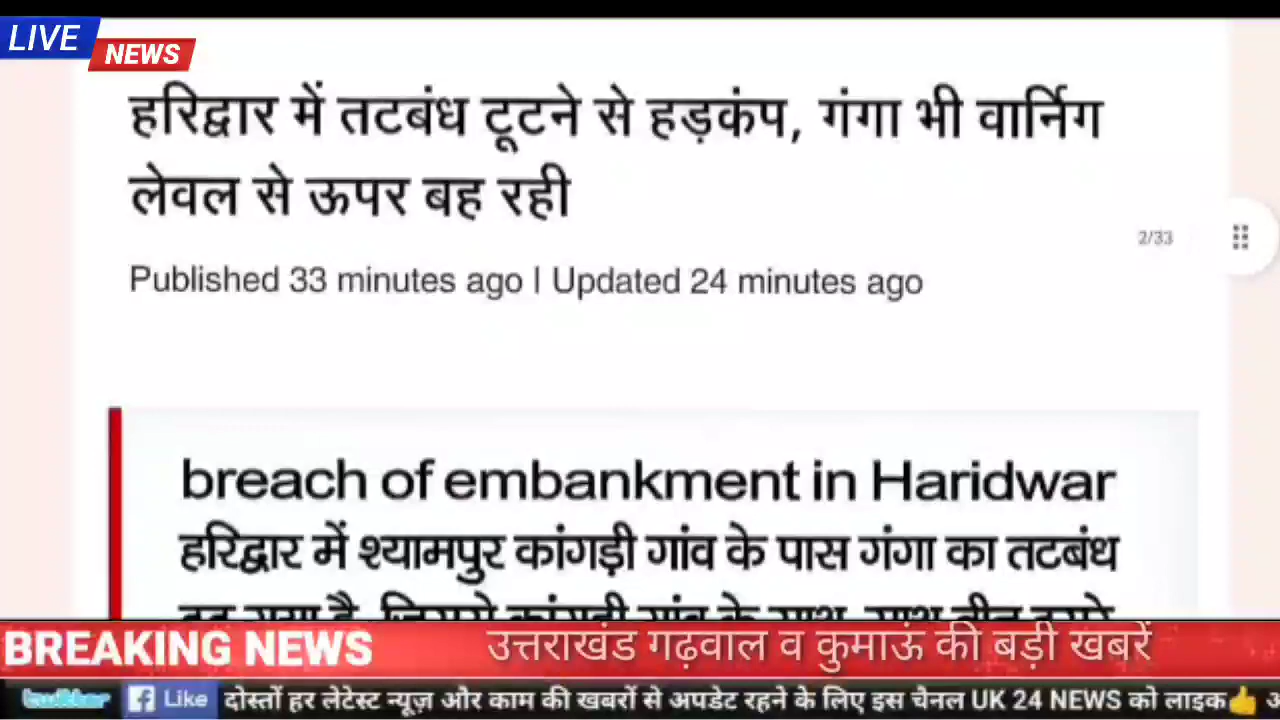 LIVE
NEWS
हरिद्वार में तटबंध टूटने से हड़कंप, गंगा भी वार्निग
लेवल से ऊपर बह रही
2/33
Published 33 minutes ago | Updated 24 minutes ago
breach of embankment in Haridwar
हरिद्वार में श्यामपुर कांगड़ी गांव के पास गंगा का तटबंध
BREAKING NEWS
उत्तराखंड गढ़वाल व कुमाऊं की बड़ी खबरें
twitter
Like
दोस्तों हर लेटेस्ट न्यूज़ और काम की खबरों से अपडेट रहने के लिए इस चैनल UK 24 NEWS को लाइक👍